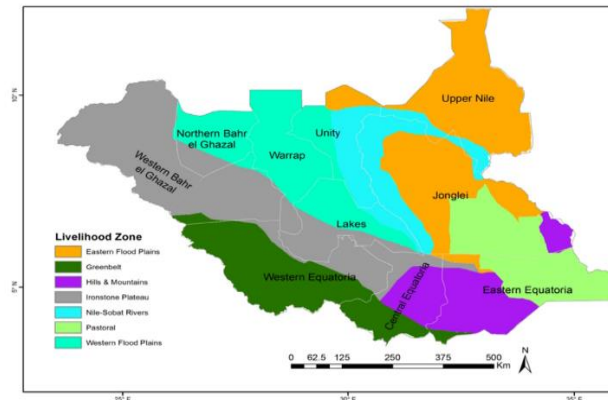 Upper Nile
10°N
Northern Bahr
el Ghazal
Unity
Warrap
Western Bahr
el Ghazal
Jonglei
Lakes
Livelihood Zone
Eastern Flood Plains
Greenbelt
Hills & Mountains
Ironstone Plateau
Nile-Sobat Rivers
Pastoral
Western Flood Plains
Western Equatoria
Central Equatoria
Eastern Equatoria
5°N
N
0 62.5 125 250 375 500
Km